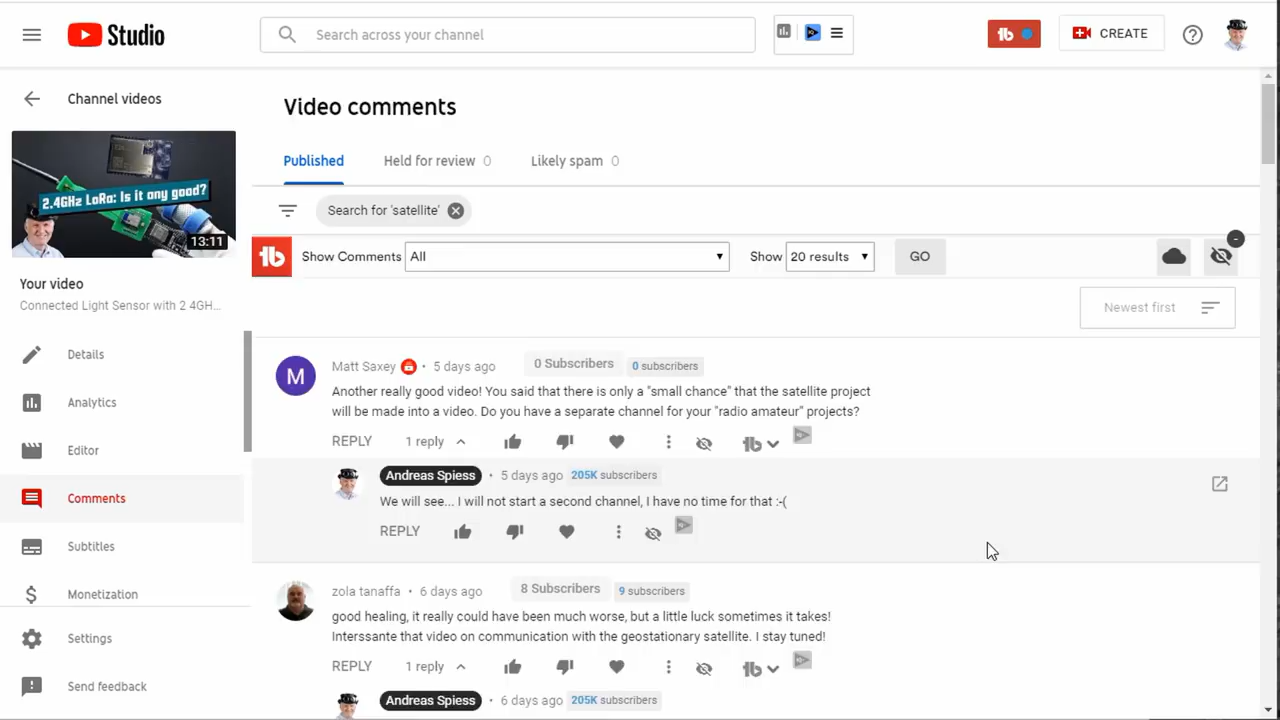 Studio
Search across your channel
CREATE
Channel videos
2.4GHz LoRa: Is it any good?
13:11
Your video
Connected Light Sensor with 2 4GH...
Details
Analytics
Editor
Comments
Subtitles
Monetization
Settings
Send feedback
Video comments
Published
Held for review 0
Likely spam 0
Search for 'satellite'
Show Comments All Show 20 results GO
Newest first
M
Matt Saxey • 5 days ago 0 Subscribers 0 subscribers
Another really good video! You said that there is only a "small chance" that the satellite project
will be made into a video. Do you have a separate channel for your "radio amateur" projects?
REPLY 1 reply
Andreas Spiess • 5 days ago 205K subscribers
We will see... I will not start a second channel, I have no time for that :-(
REPLY
zola tanaffa • 6 days ago 8 Subscribers 9 subscribers
good healing, it really could have been much worse, but a little luck sometimes it takes!
Interssante that video on communication with the geostationary satellite. I stay tuned!
REPLY 1 reply
Andreas Spiess • 6 days ago 205K subscribers